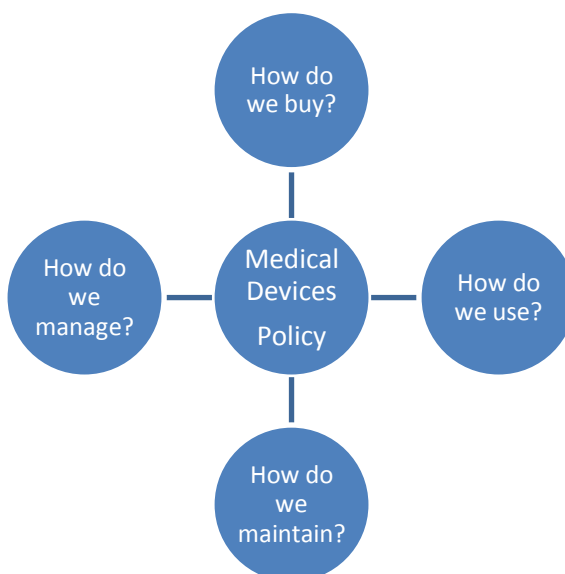 How do
we buy?
How do
we
manage?
Medical
Devices
Policy
How do
we use?
How do
we
maintain?